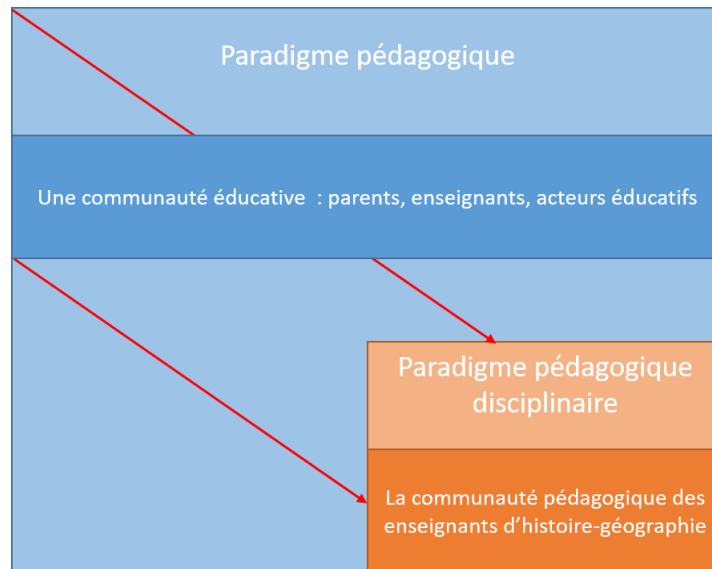 Paradigme pédagogique
Une communauté éducative : parents, enseignants, acteurs éducatifs
Paradigme pédagogique
disciplinaire
La communauté pédagogique des
enseignants d’histoire-géographie